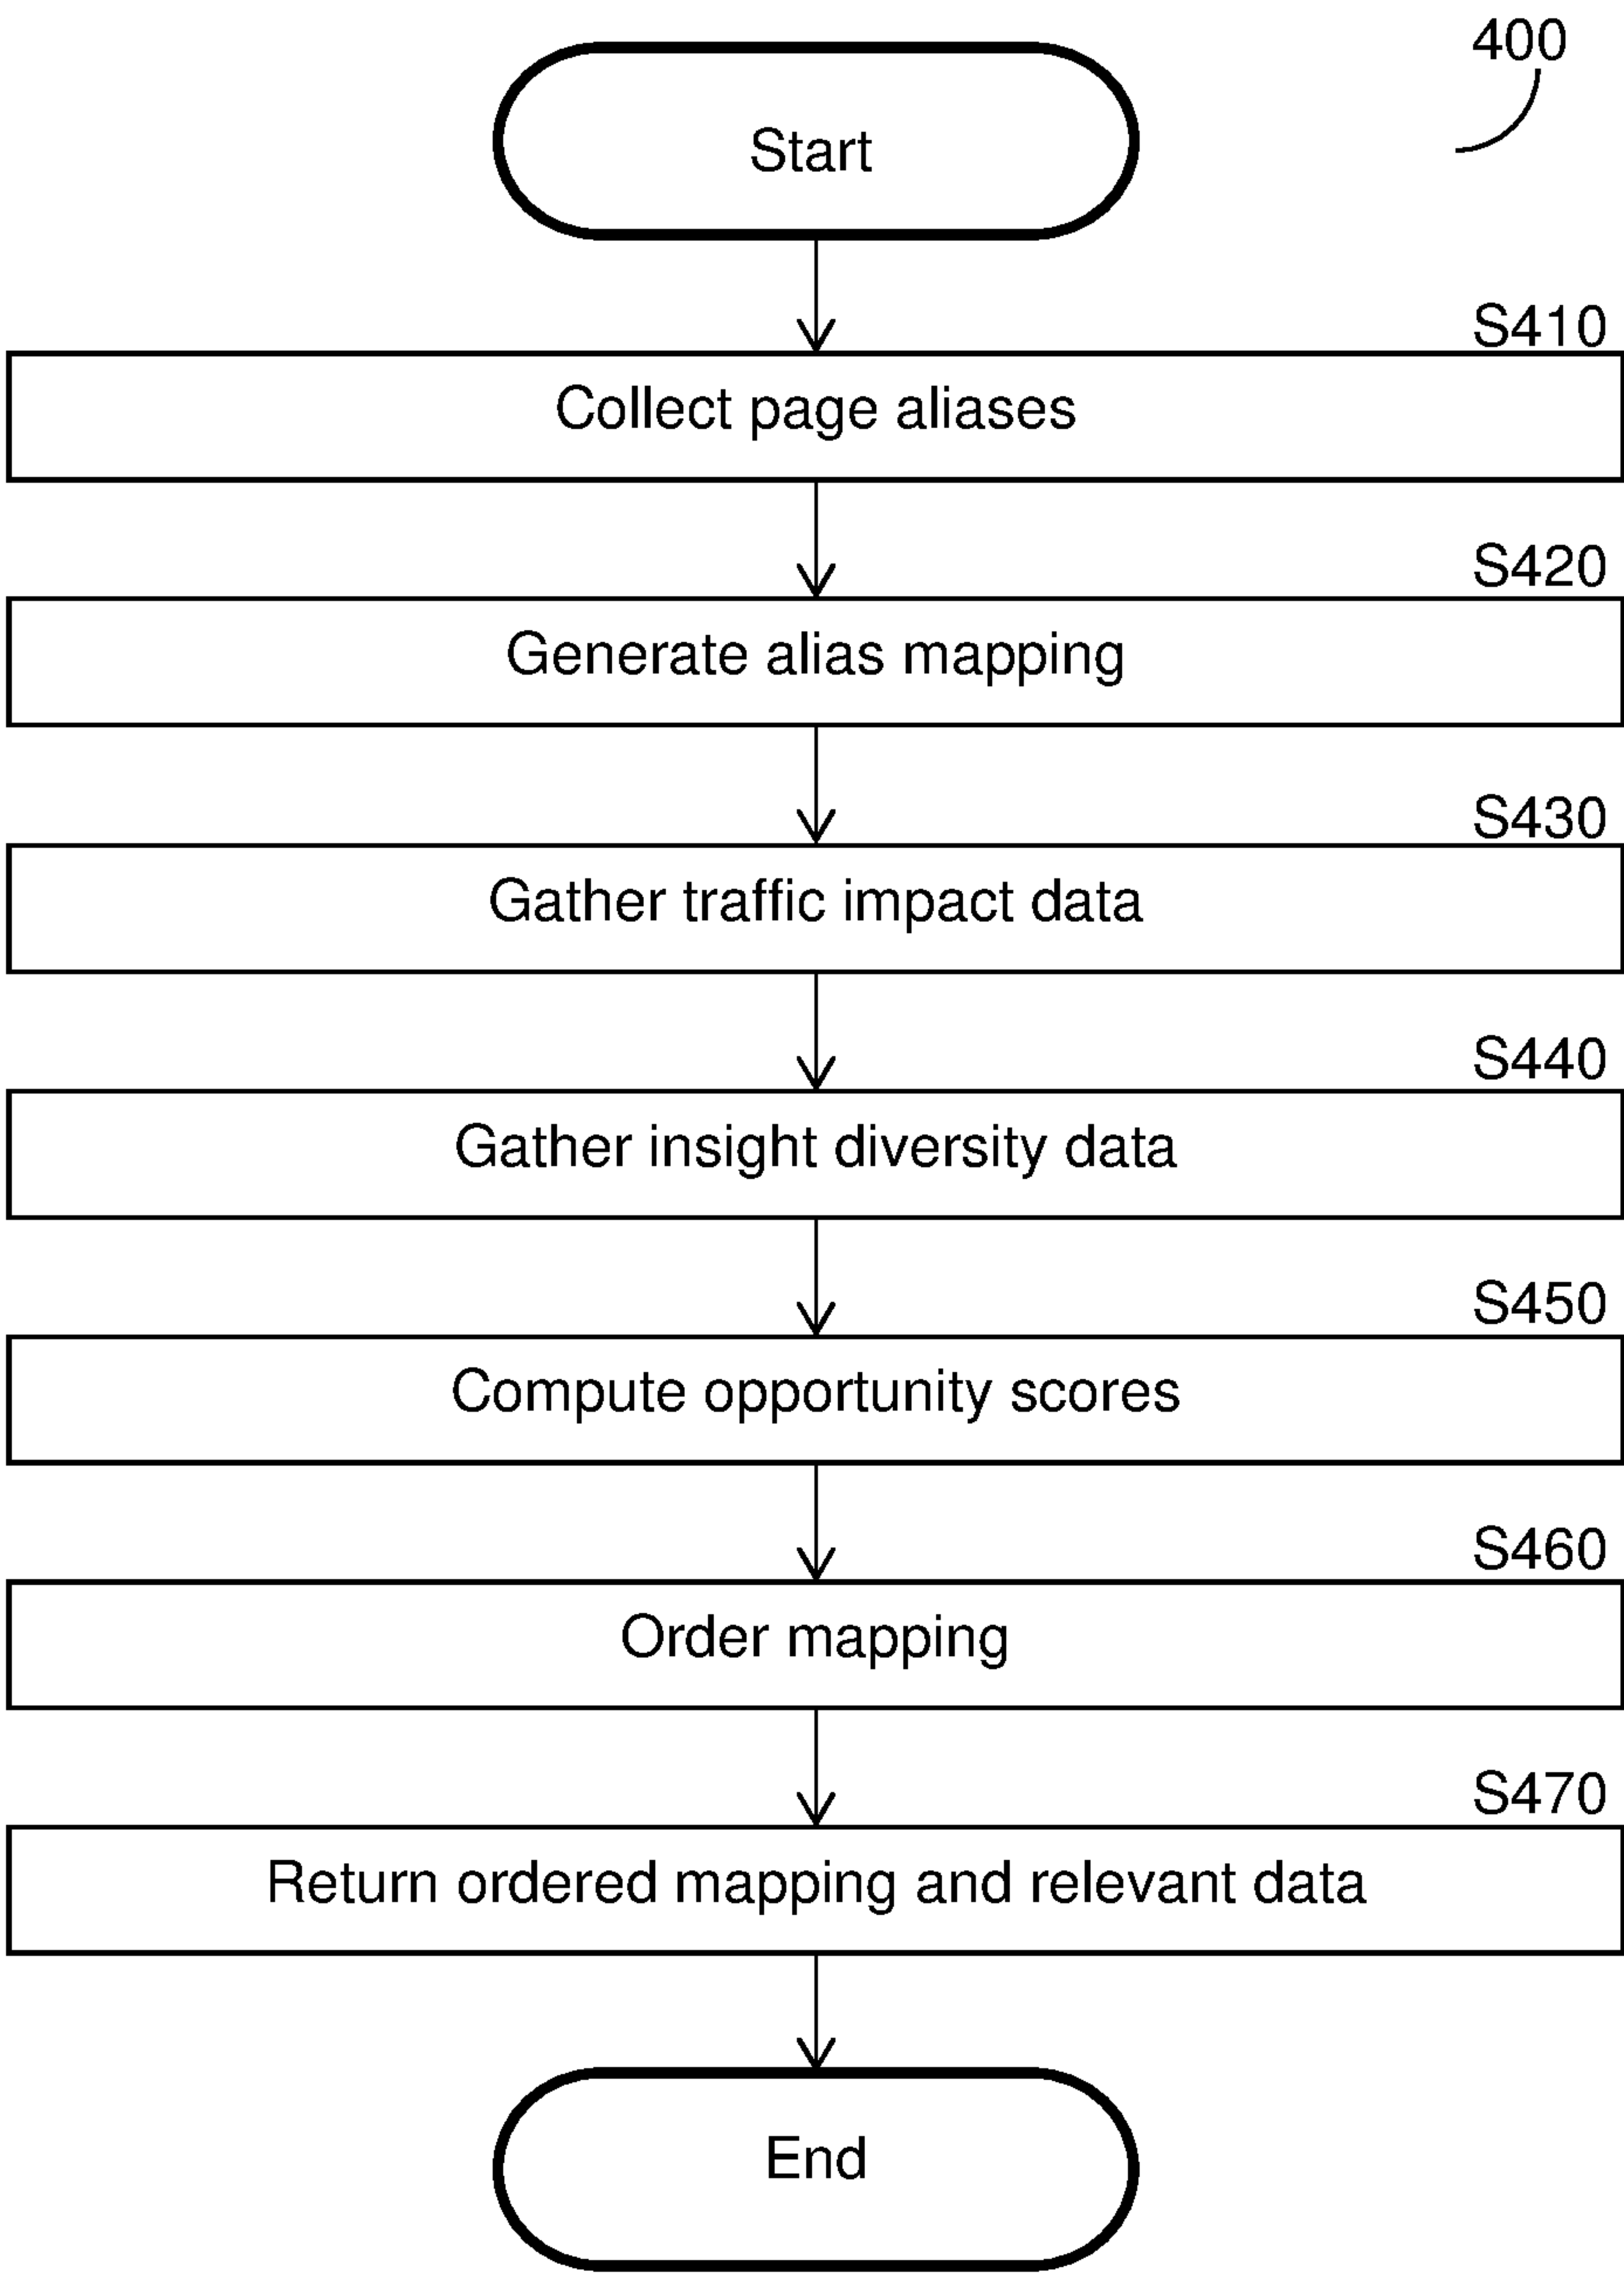 400
Start
S410
Collect page aliases
S420
Generate alias mapping
S430
Gather traffic impact data
S440
Gather insight diversity data
S450
Compute opportunity scores
S460
Order mapping
S470
Return ordered mapping and relevant data
End